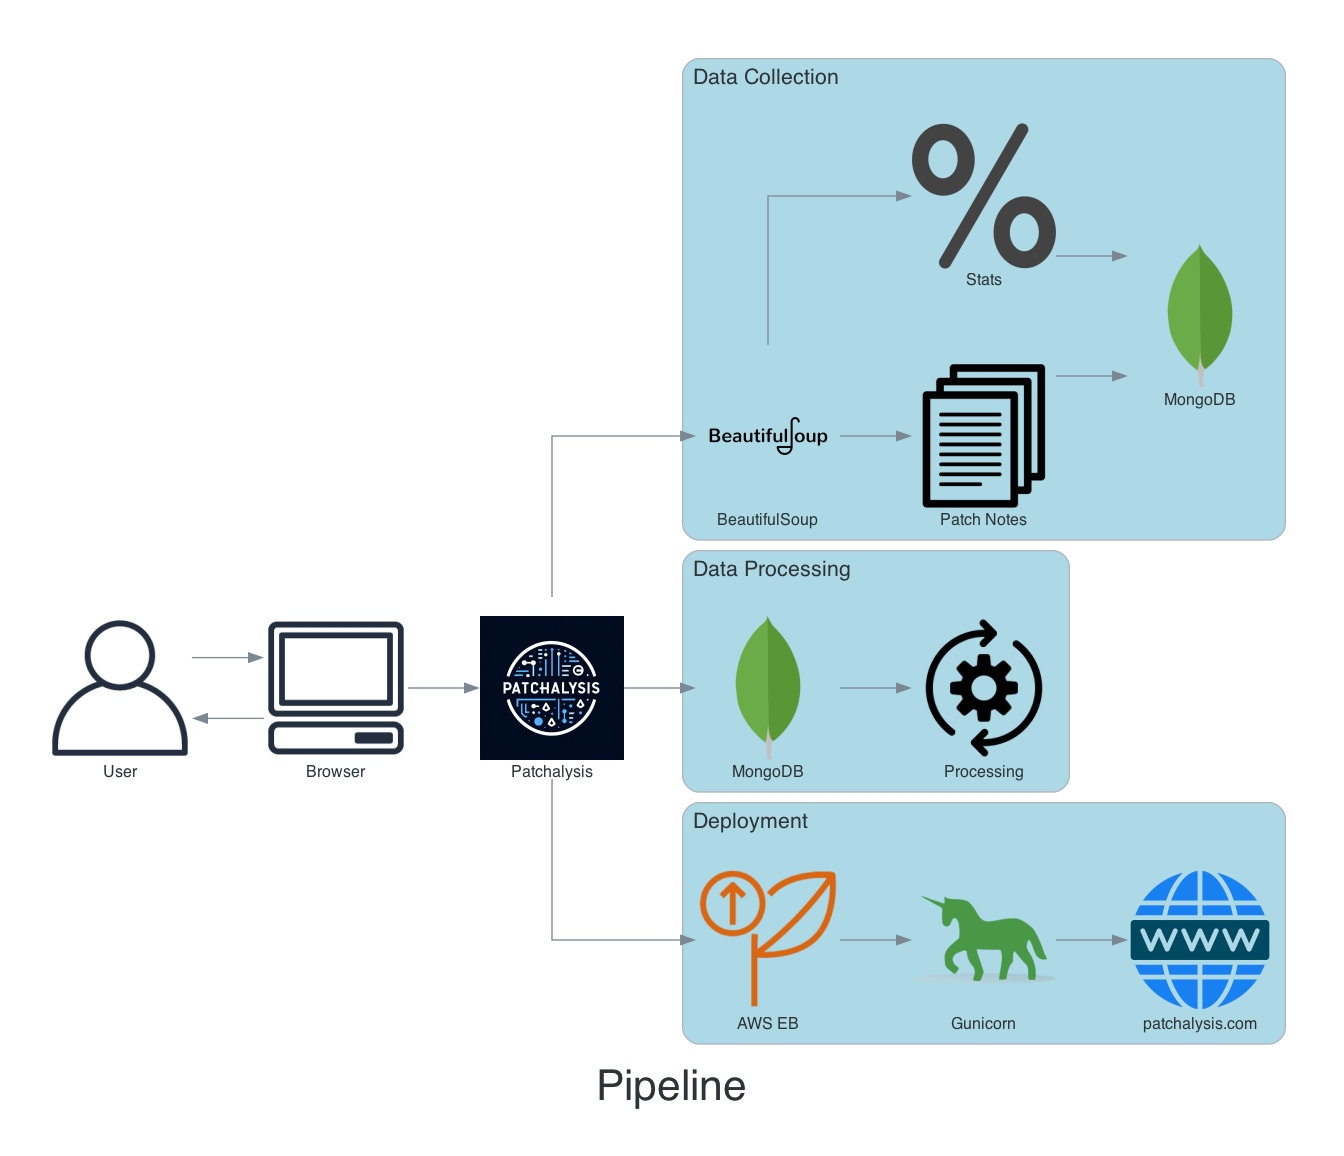 Data Collection
Stats
MongoDB
BeautifulSoup
BeautifulSoup
Patch Notes
Data Processing
PATCHALYSIS
User
Browser
Patchalysis
MongoDB
Processing
Deployment
WWW
AWS EB
Gunicorn
patchalysis.com
Pipeline